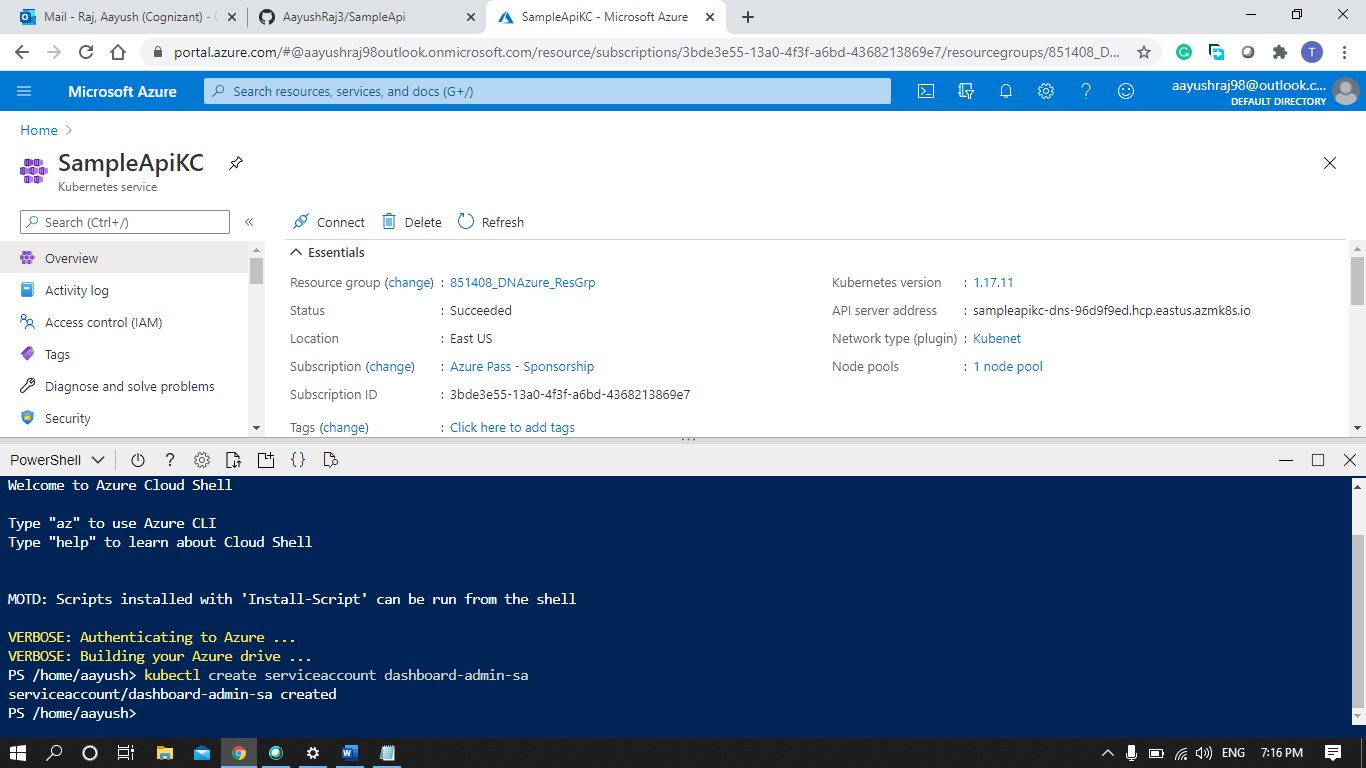 Mail - Raj, Aayush (Cognizant) -
AayushRaj3/SampleApi
SampleApiKC - Microsoft Azure
portal.azure.com/#@aayushraj98outlook.onmicrosoft.com/resource/subscriptions/3bde3e55-13a0-4f3f-a6bd-4368213869e7/resourcegroups/851408_D...
T
Microsoft Azure
Search resources, services, and docs (G+/)
aayushraj98@outlook.c...
DEFAULT DIRECTORY
Home
SampleApiKC
Kubernetes service
Search (Ctrl+/)
«
Connect
Delete
Refresh
Overview
Activity log
Access control (IAM)
Tags
Diagnose and solve problems
Security
Essentials
Resource group (change) : 851408_DNAzure_ResGrp
Status : Succeeded
Location : East US
Subscription (change) : Azure Pass - Sponsorship
Subscription ID : 3bde3e55-13a0-4f3f-a6bd-4368213869e7
Tags (change) : Click here to add tags
Kubernetes version : 1.17.11
API server address : sampleapikc-dns-96d9f9ed.hcp.eastus.azmk8s.io
Network type (plugin) : Kubenet
Node pools : 1 node pool
PowerShell
?
{}
Welcome to Azure Cloud Shell
Type "az" to use Azure CLI
Type "help" to learn about Cloud Shell
MOTD: Scripts installed with 'Install-Script' can be run from the shell
VERBOSE: Authenticating to Azure ...
VERBOSE: Building your Azure drive ...
PS /home/aayush> kubectl create serviceaccount dashboard-admin-sa
serviceaccount/dashboard-admin-sa created
PS /home/aayush>
ENG
7:16 PM